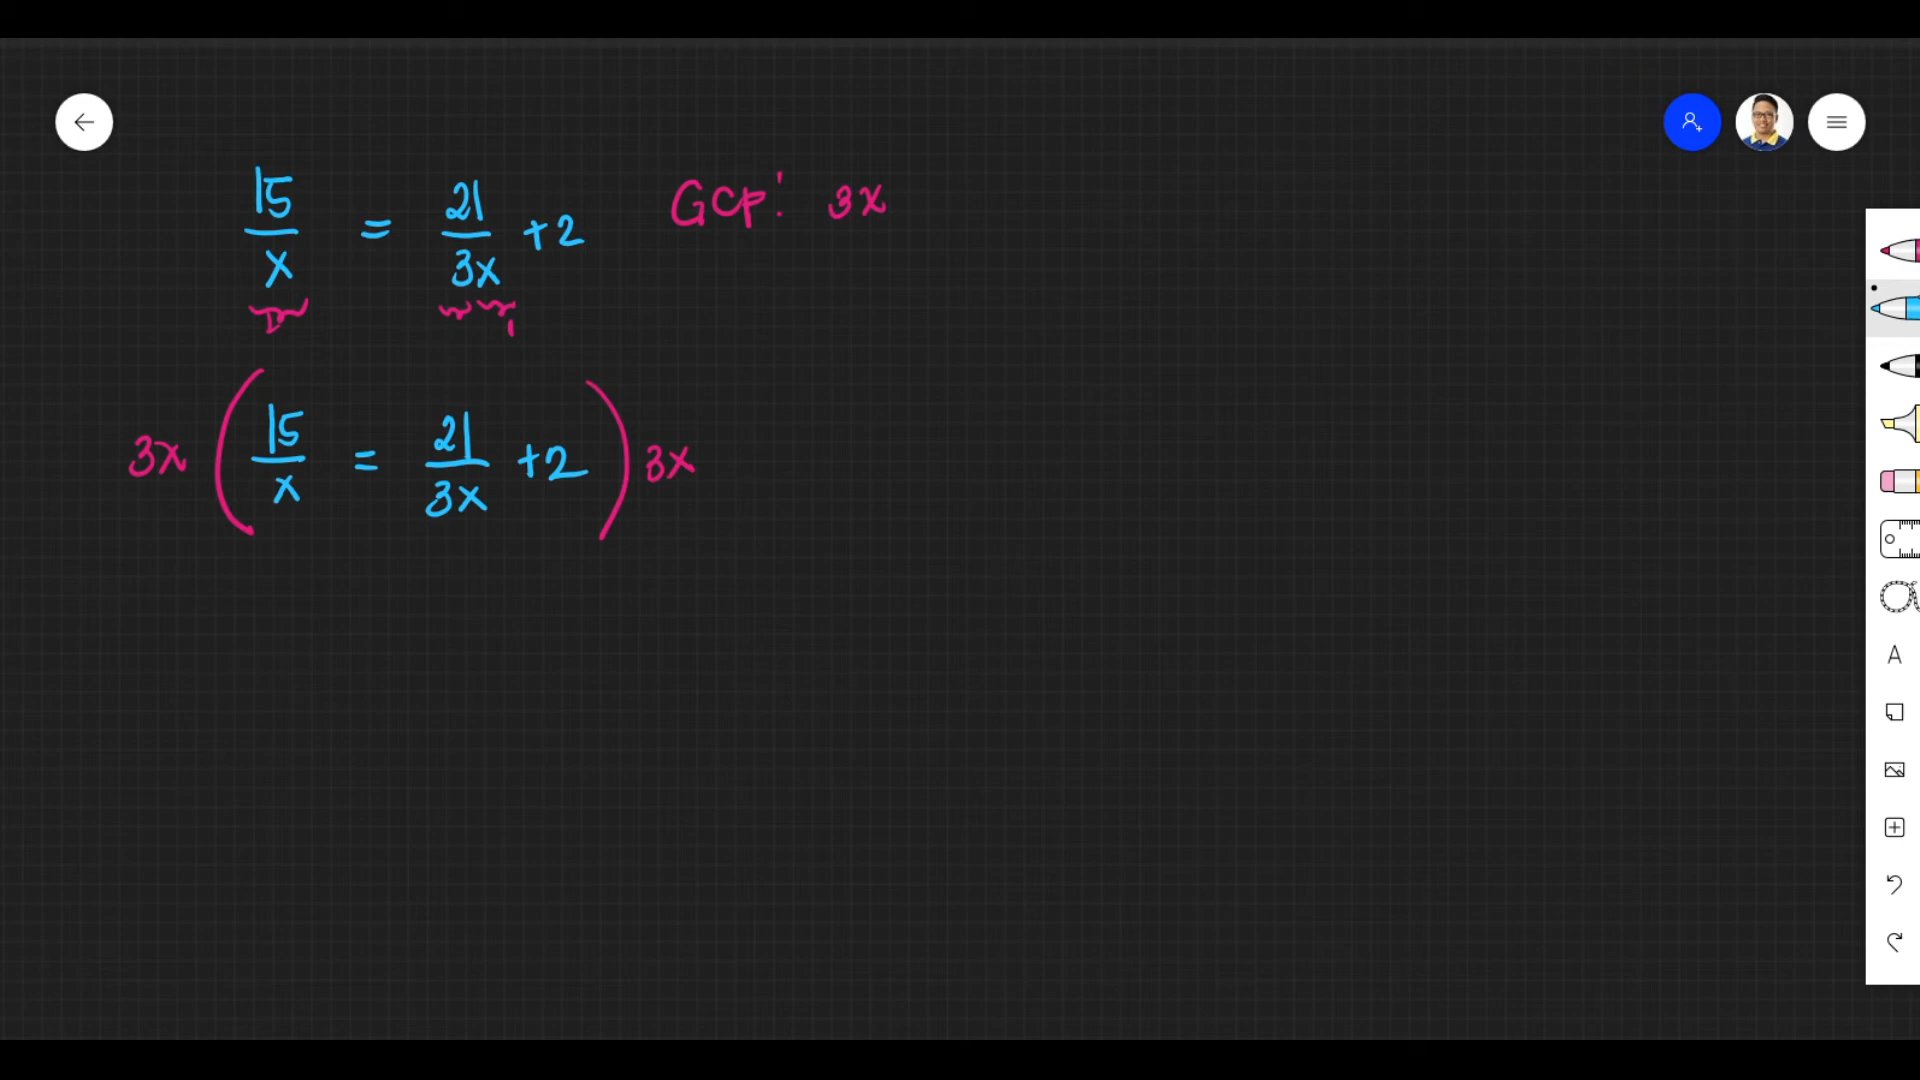 15/x = 21/3x + 2 GCF: 3x
3x ( 15/x = 21/3x + 2 ) 3x
A